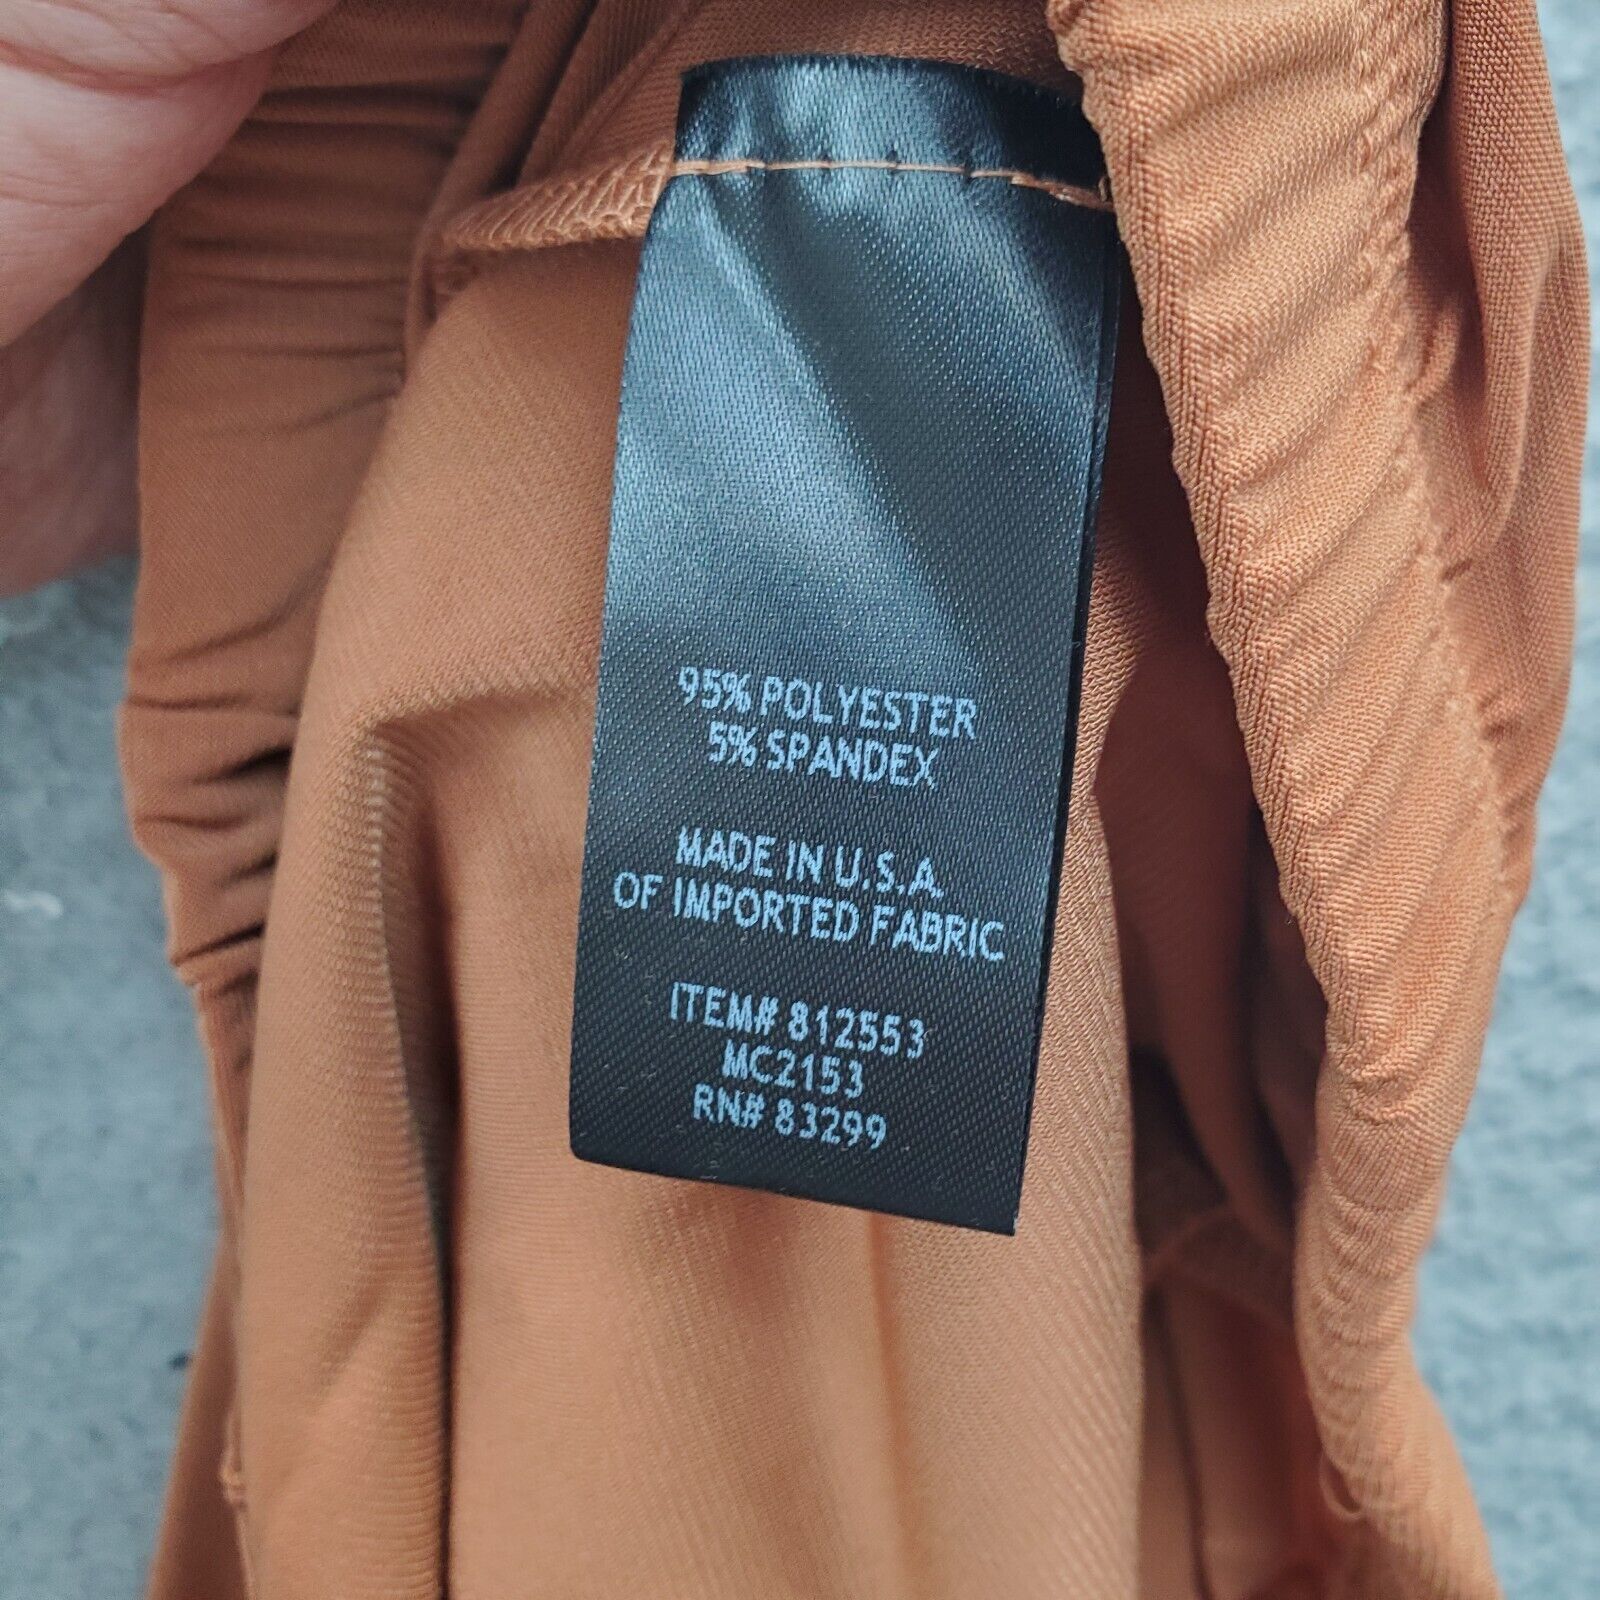 95% POLYESTER
5% SPANDEX
MADE IN U.S.A.
OF IMPORTED FABRIC
ITEM# 812553
MC2153
RN# 83299